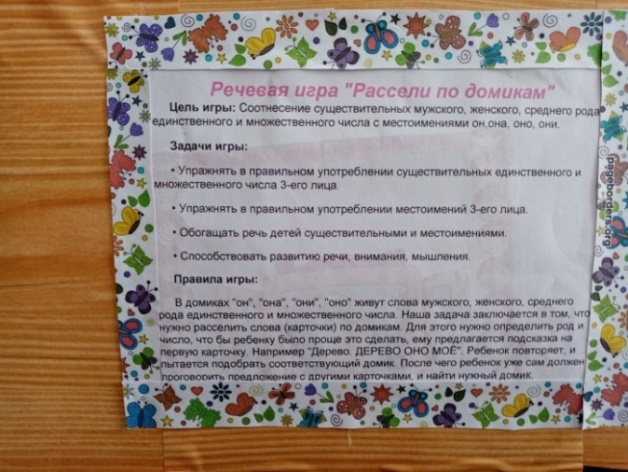 Речевая игра "Рассели по домикам"
Цель игры: Соотнесение существительных мужского, женского, среднего рода
единственного и множественного числа с местоимениями он,она, оно, они.
Задачи игры:
• Упражнять в правильном употреблении существительных единственного и
множественного числа 3-его лица.
• Упражнять в правильном употреблении местоимений 3-его лица.
• Обогащать речь детей существительными и местоимениями.
• Способствовать развитию речи, внимания, мышления.
Правила игры:
В домиках "он", "она", "они", "оно" живут слова мужского, женского, среднего
рода единственного и множественного числа. Наша задача заключается в том, что
нужно расселить слова (карточки) по домикам. Для этого нужно определить род и
число, что бы ребенку было проще это сделать, ему предлагается подсказка на
первую карточку. Например "Дерево. ДЕРЕВО ОНО МОЁ". Ребенок повторяет, и
пытается подобрать соответствующий домик. После чего ребенок уже сам должен
проговорить предложение с другими карточками, и найти нужный домик.
pageborders.org